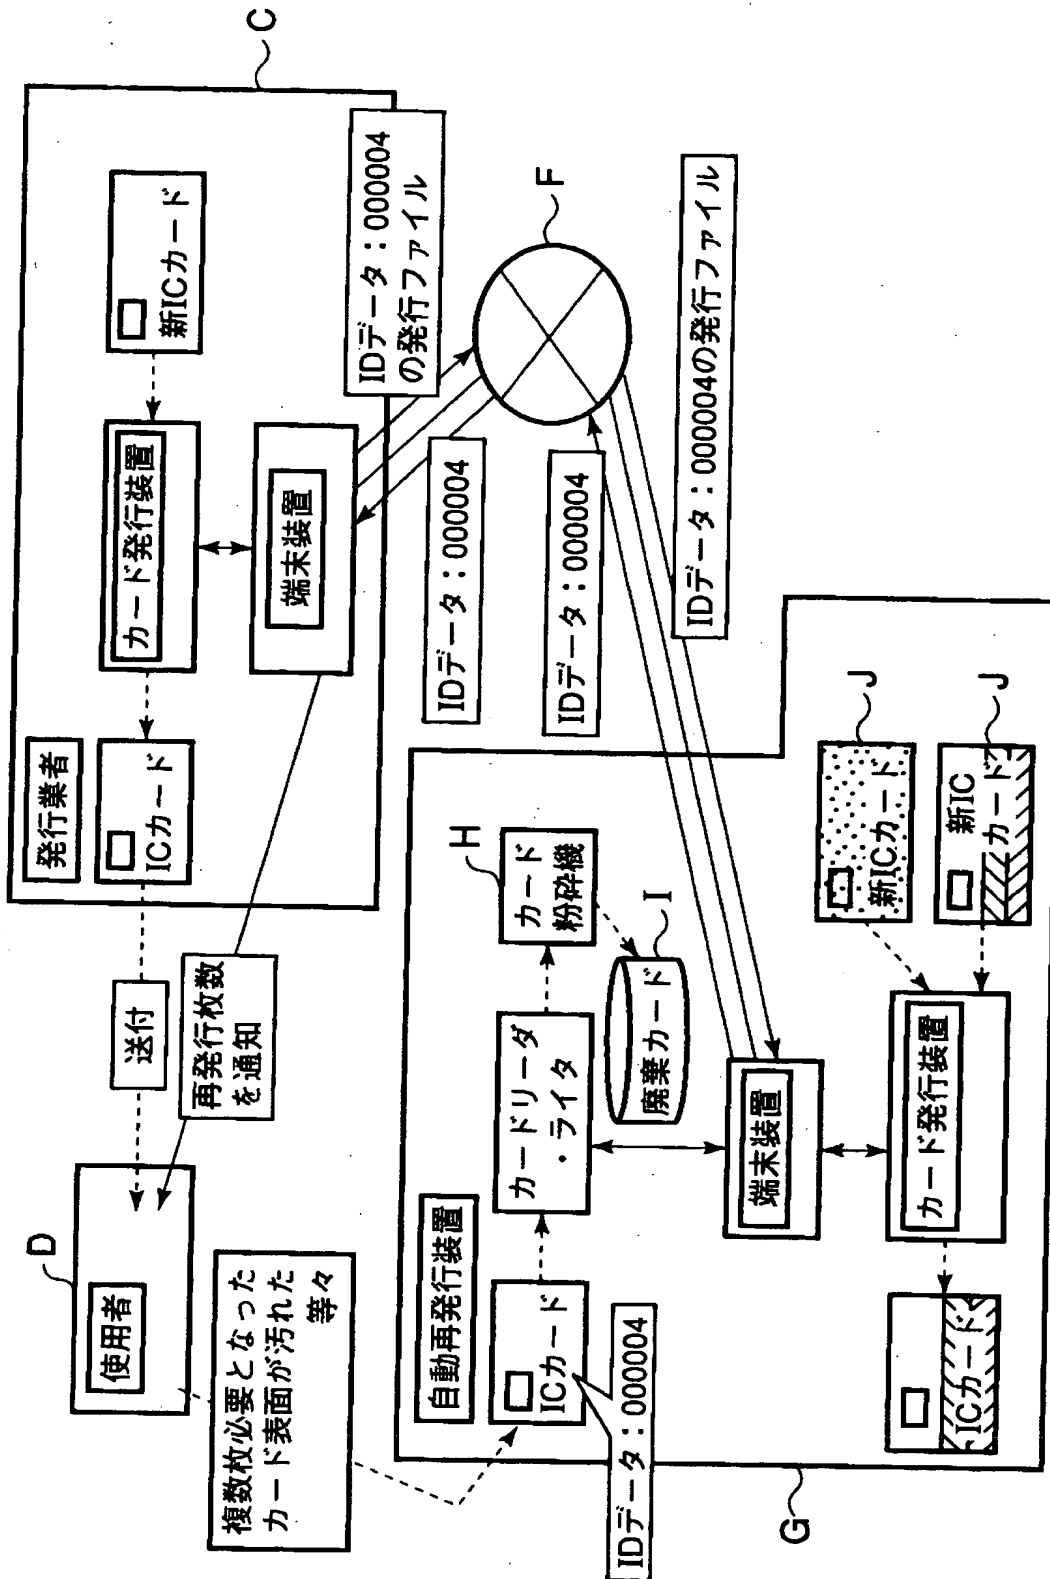 D
使用者
複数枚必要となった
カード表面が汚れた
等々
送付
再発行枚数
を通知
C
発行業者
ICカード
カード発行装置
新ICカード
端末装置
IDデータ：000004
の発行ファイル
IDデータ：000004
F
IDデータ：000004
IDデータ：000004の発行ファイル
G
自動再発行装置
ICカード
IDデータ：000004
カードリーダ
・ライタ
H
カード
粉砕機
I
廃棄カード
端末装置
カード発行装置
J
新ICカード
J
新IC
カード
ICカード